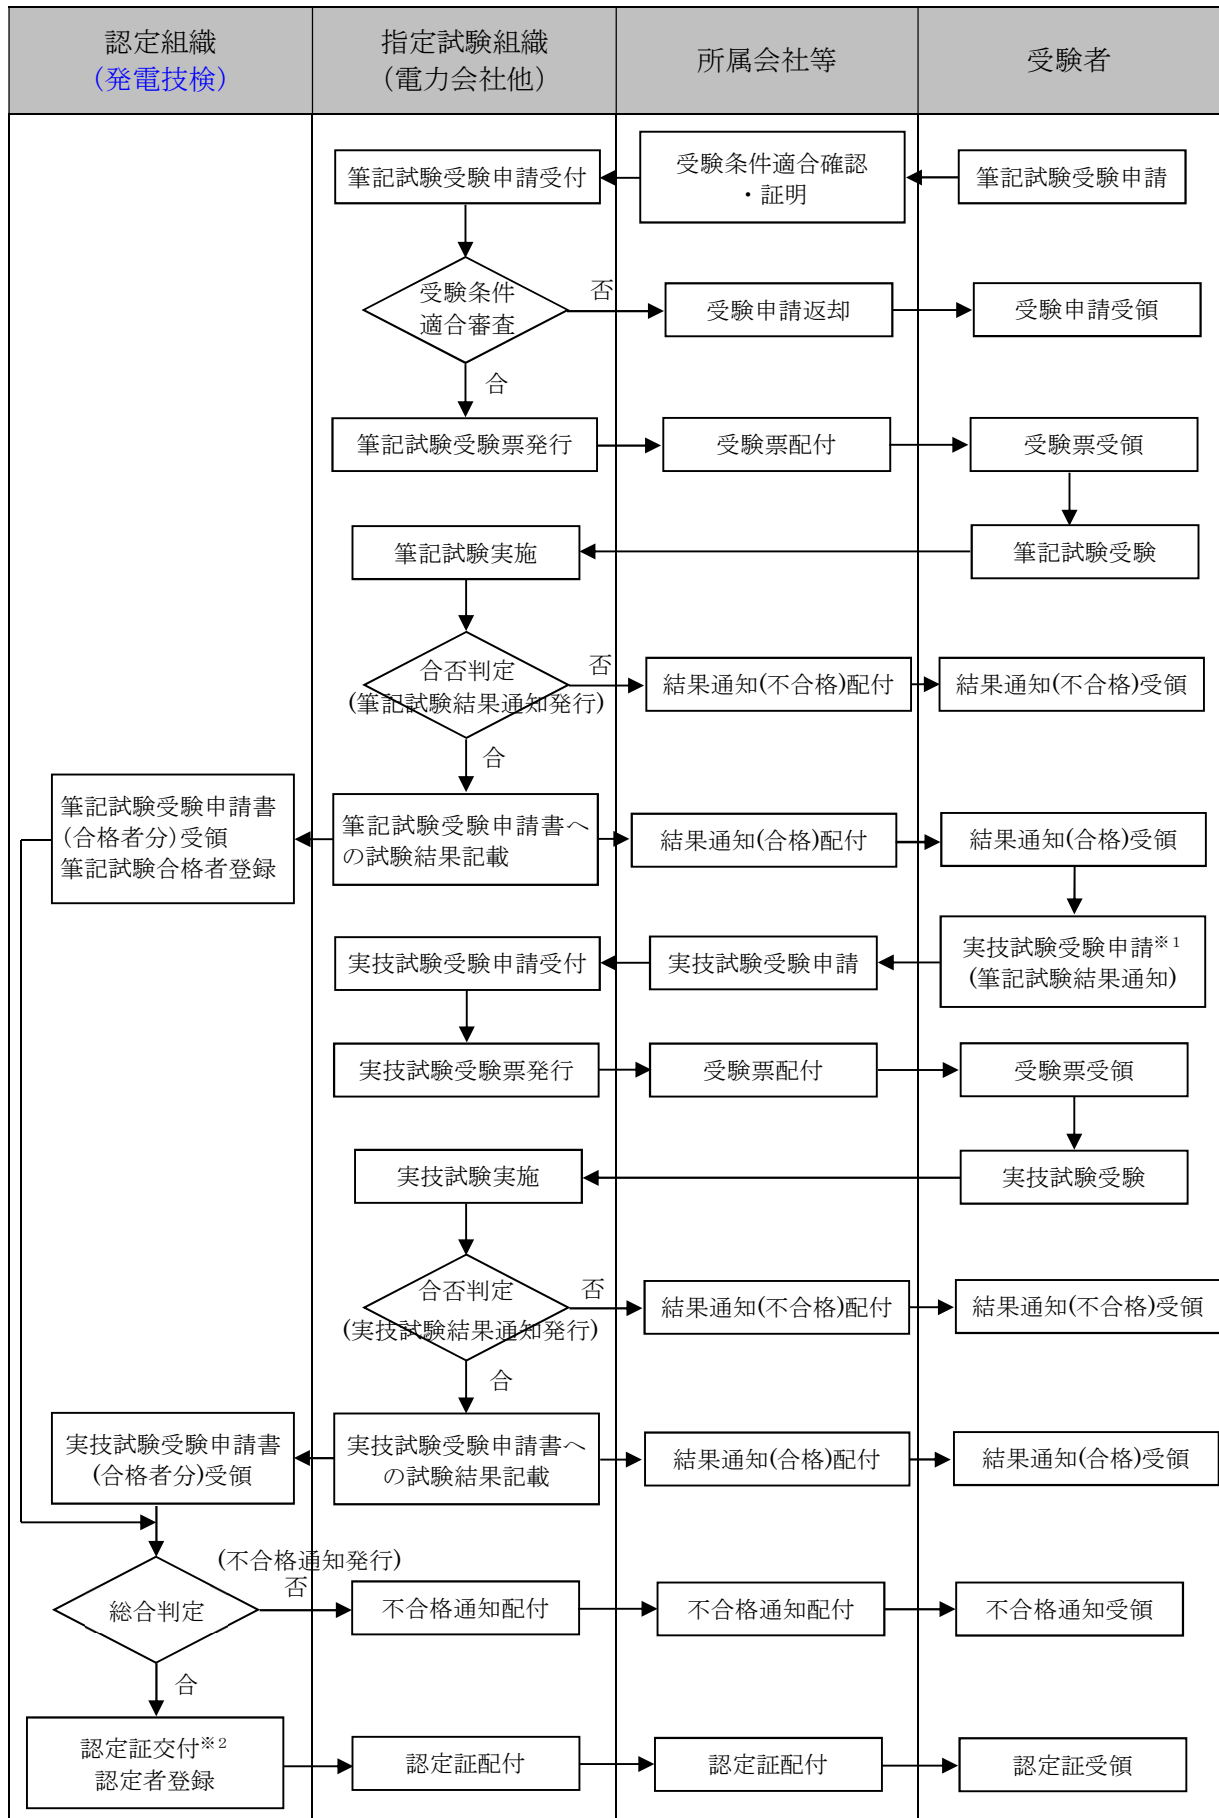 認定組織
(発電技検)
指定試験組織
(電力会社他)
所属会社等
受験者
筆記試験受験申請受付
受験条件適合確認
・証明
筆記試験受験申請
受験条件
適合審査
否
受験申請返却
受験申請受領
合
筆記試験受験票発行
受験票配付
受験票受領
筆記試験実施
筆記試験受験
合否判定
(筆記試験結果通知発行)
否
結果通知(不合格)配付
結果通知(不合格)受領
合
筆記試験受験申請書
(合格者分)受領
筆記試験合格者登録
筆記試験受験申請書へ
の試験結果記載
結果通知(合格)配付
結果通知(合格)受領
実技試験受験申請受付
実技試験受験申請
実技試験受験申請※1
(筆記試験結果通知)
実技試験受験票発行
受験票配付
受験票受領
実技試験実施
実技試験受験
合否判定
(実技試験結果通知発行)
否
結果通知(不合格)配付
結果通知(不合格)受領
合
実技試験受験申請書
(合格者分)受領
実技試験受験申請書へ
の試験結果記載
結果通知(合格)配付
結果通知(合格)受領
(不合格通知発行)
総合判定
否
不合格通知配付
不合格通知配付
不合格通知受領
合
認定証交付※2
認定者登録
認定証配付
認定証配付
認定証受領